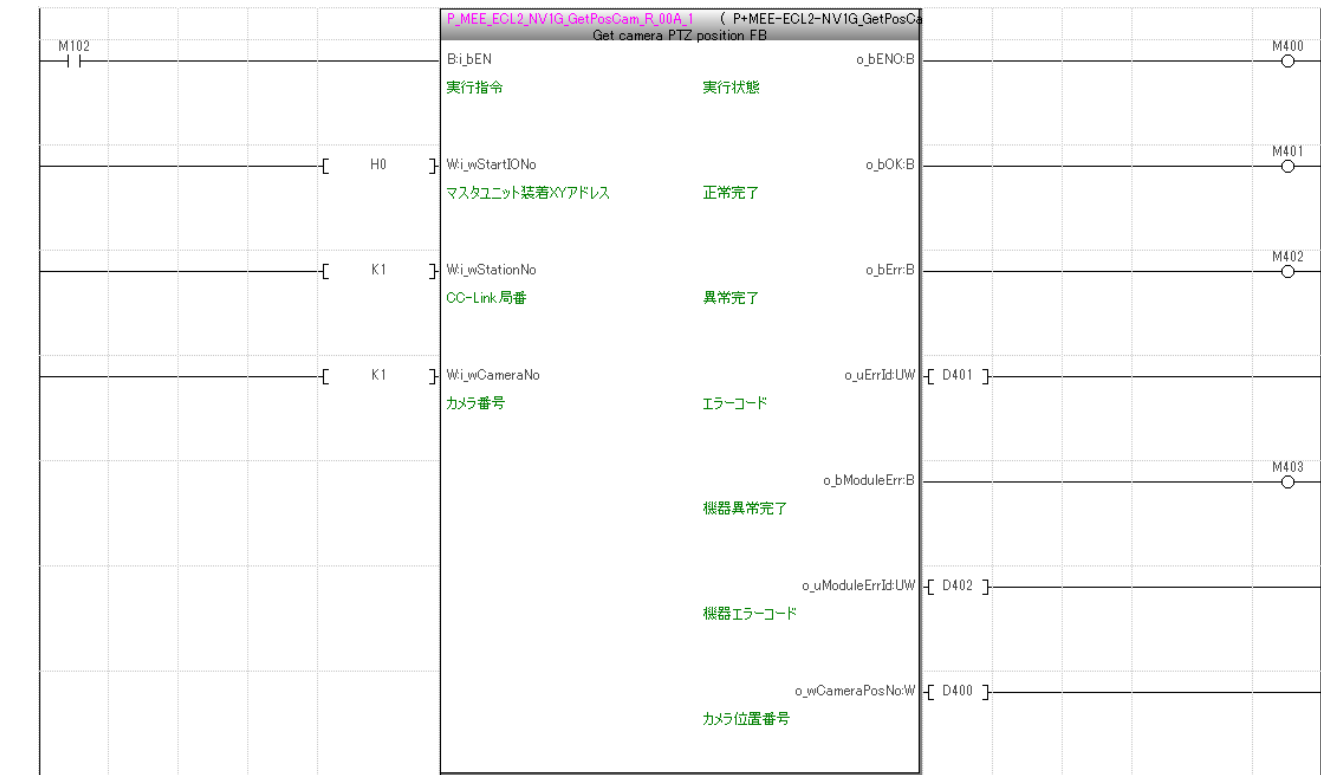 P_MEE_ECL2_NV1G_GetPosCam_R_00A_1 ( P+MEE-ECL2-NV1G_GetPosCa
Get camera PTZ position FB
M102
B:i_bEN
o_bENO:B
M400
実行指令
実行状態
H0
W:i_wStartIONo
o_bOK:B
M401
マスタユニット装着XYアドレス
正常完了
K1
W:i_wStationNo
o_bErr:B
M402
CC-Link局番
異常完了
K1
W:i_wCameraNo
o_uErrId:UW
D401
カメラ番号
エラーコード
o_bModuleErr:B
M403
機器異常完了
o_uModuleErrId:UW
D402
機器エラーコード
o_wCameraPosNo:W
D400
カメラ位置番号